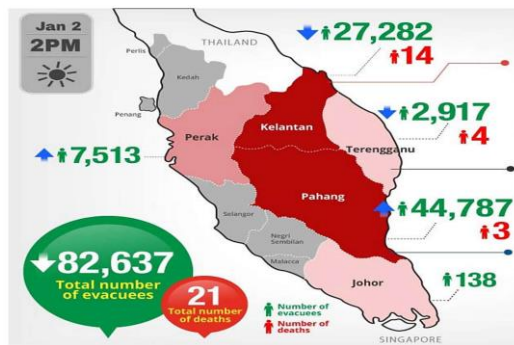 Jan 2
2PM
THAILAND
27,282
14
Perlis
Kedah
Penang
Kelantan
2,917
4
Perak
Terengganu
7,513
Pahang
44,787
3
Selangor
Negri
Sembilan
Malacca
82,637
Total number
of evacuees
21
Total number
of deaths
Johor
138
Number of
evacuees
Number of
deaths
SINGAPORE